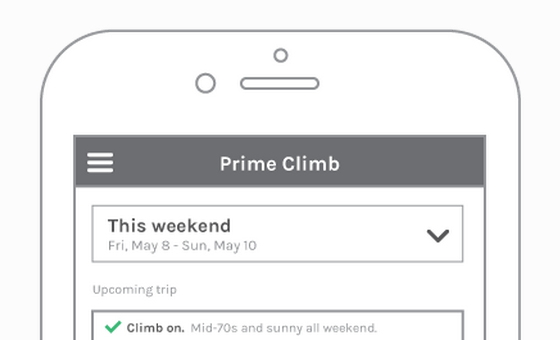 Prime Climb
This weekend
Fri, May 8 - Sun, May 10
Upcoming trip
Climb on. Mid-70s and sunny all weekend.